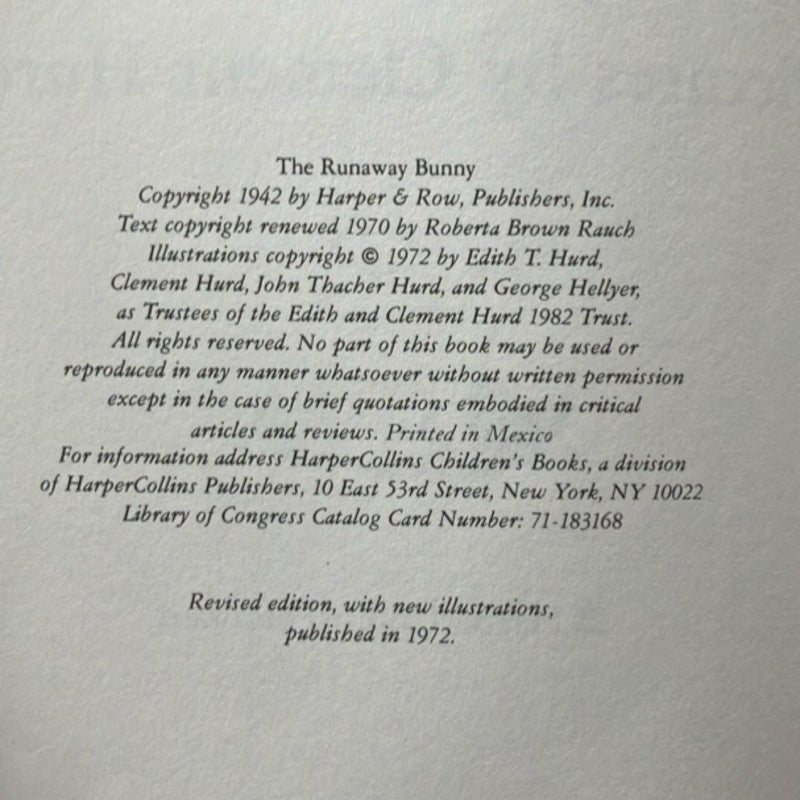 The Runaway Bunny
Copyright 1942 by Harper & Row, Publishers, Inc.
Text copyright renewed 1970 by Roberta Brown Rauch
Illustrations copyright © 1972 by Edith T. Hurd,
Clement Hurd, John Thacher Hurd, and George Hellyer,
as Trustees of the Edith and Clement Hurd 1982 Trust.
All rights reserved. No part of this book may be used or
reproduced in any manner whatsoever without written permission
except in the case of brief quotations embodied in critical
articles and reviews. Printed in Mexico
For information address HarperCollins Children's Books, a division
of HarperCollins Publishers, 10 East 53rd Street, New York, NY 10022
Library of Congress Catalog Card Number: 71-183168
Revised edition, with new illustrations,
published in 1972.